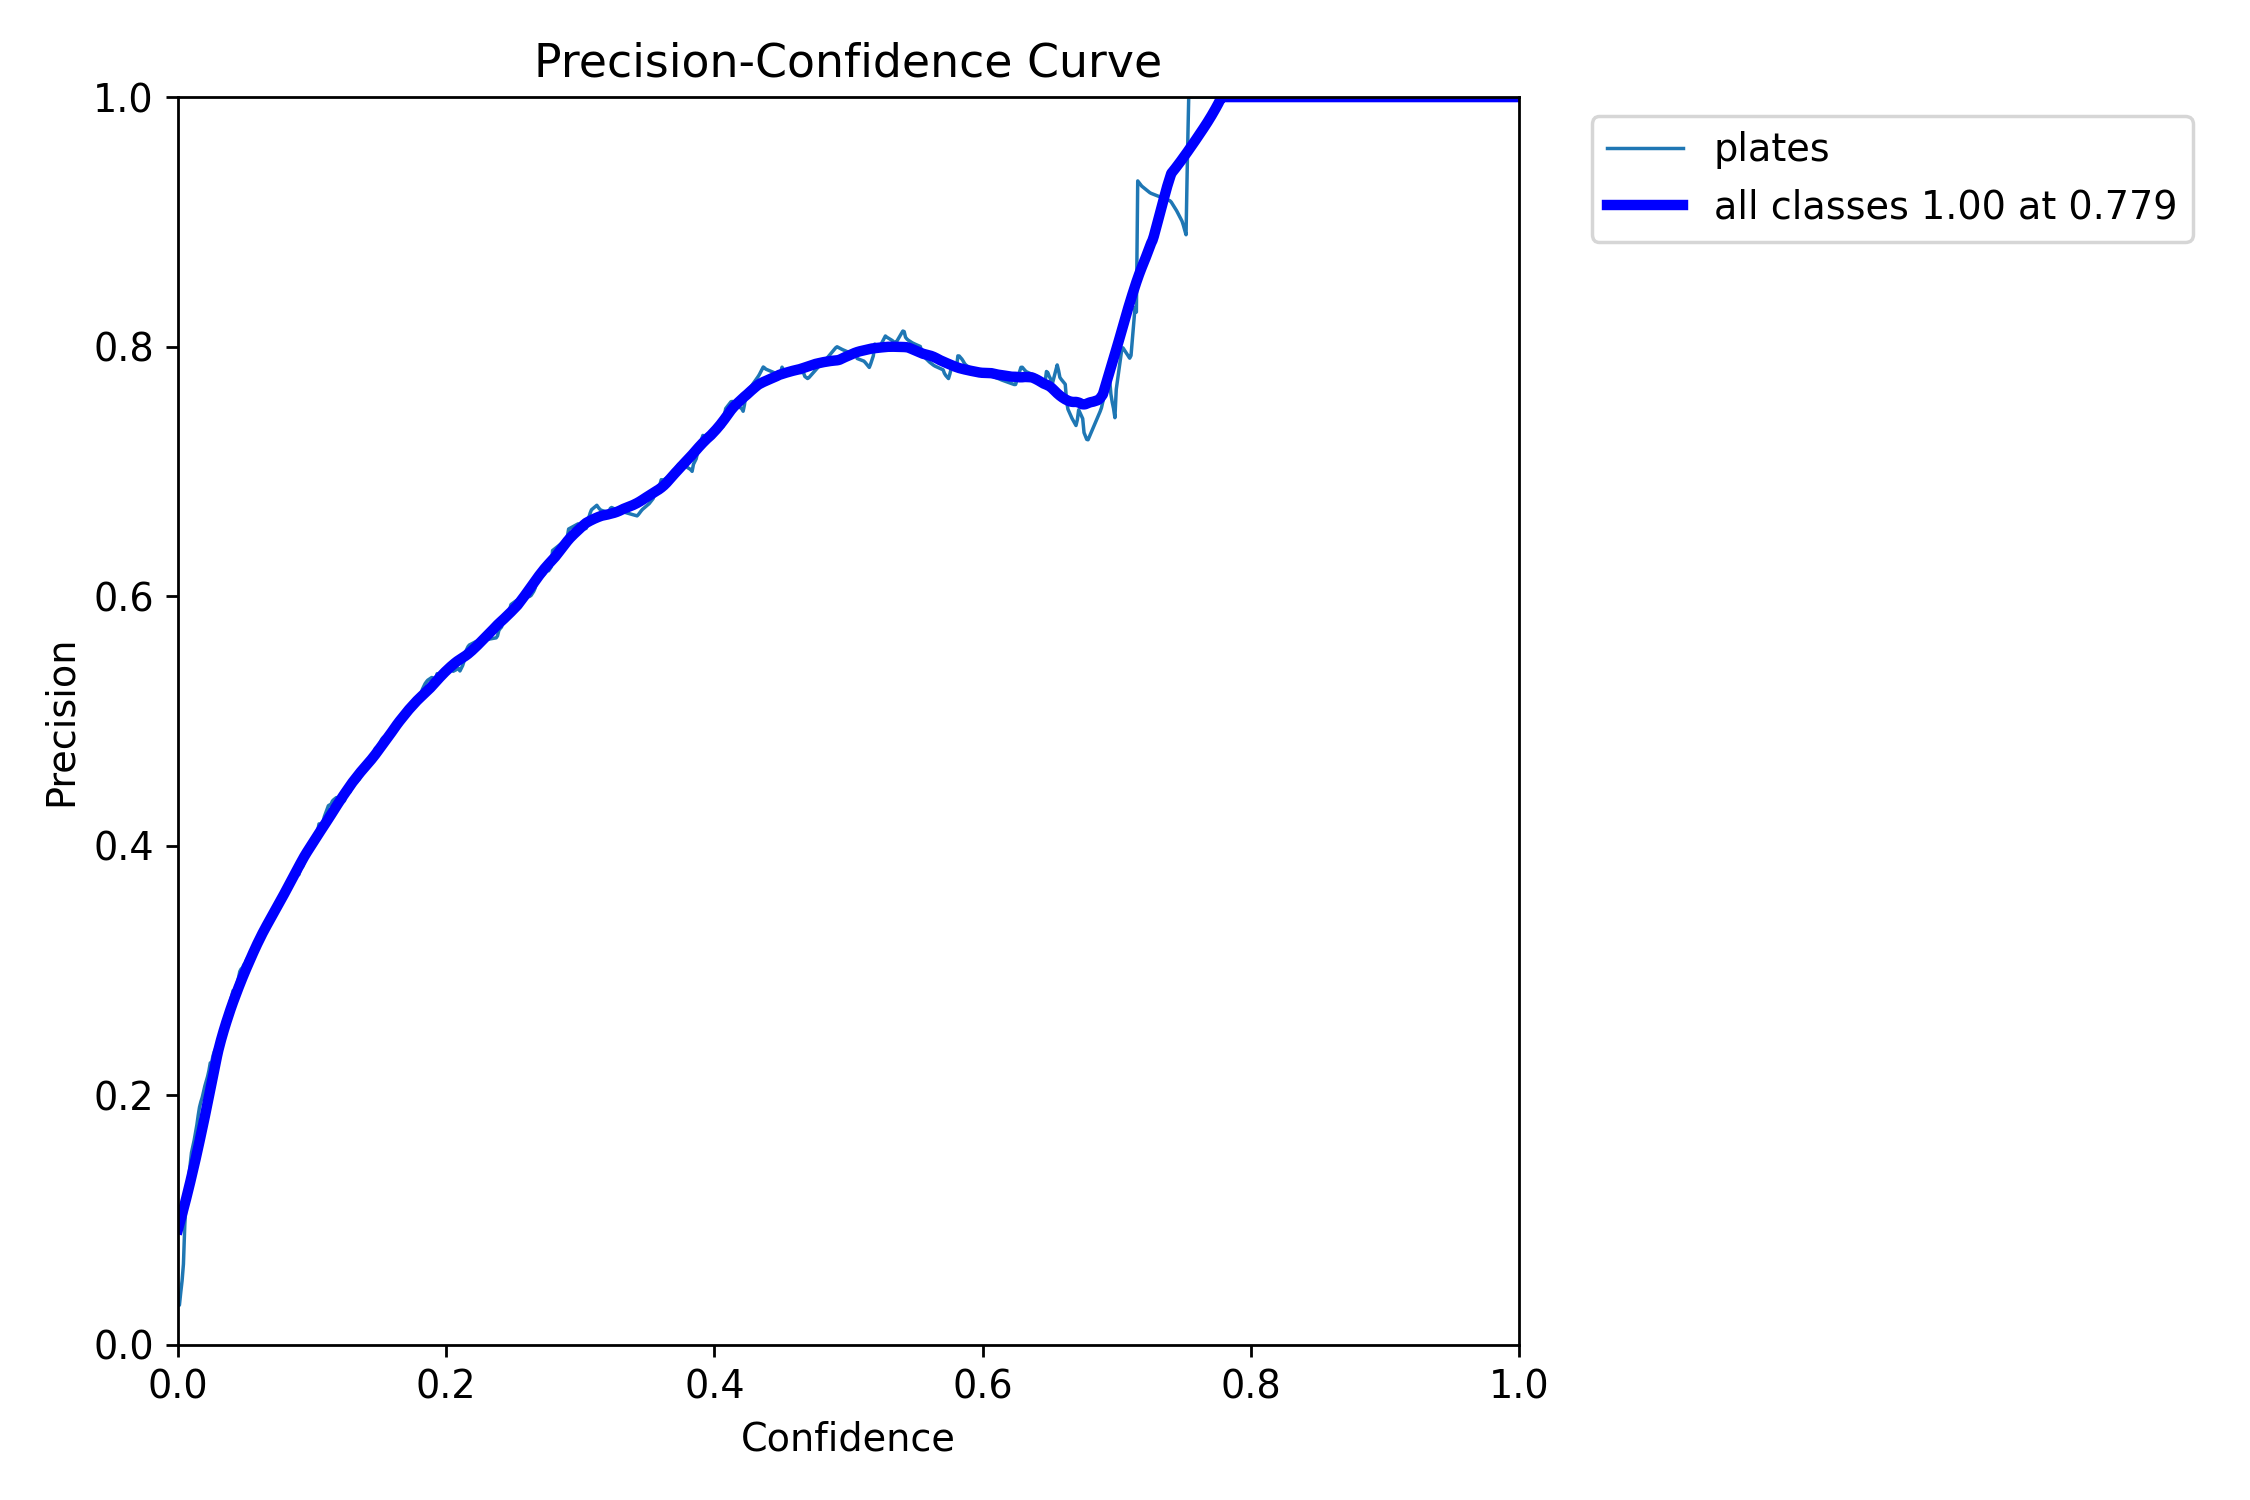 Precision-Confidence Curve
1.0
0.8
0.6
0.4
0.2
0.0
Precision
0.0 0.2 0.4 0.6 0.8 1.0
Confidence
plates
all classes 1.00 at 0.779